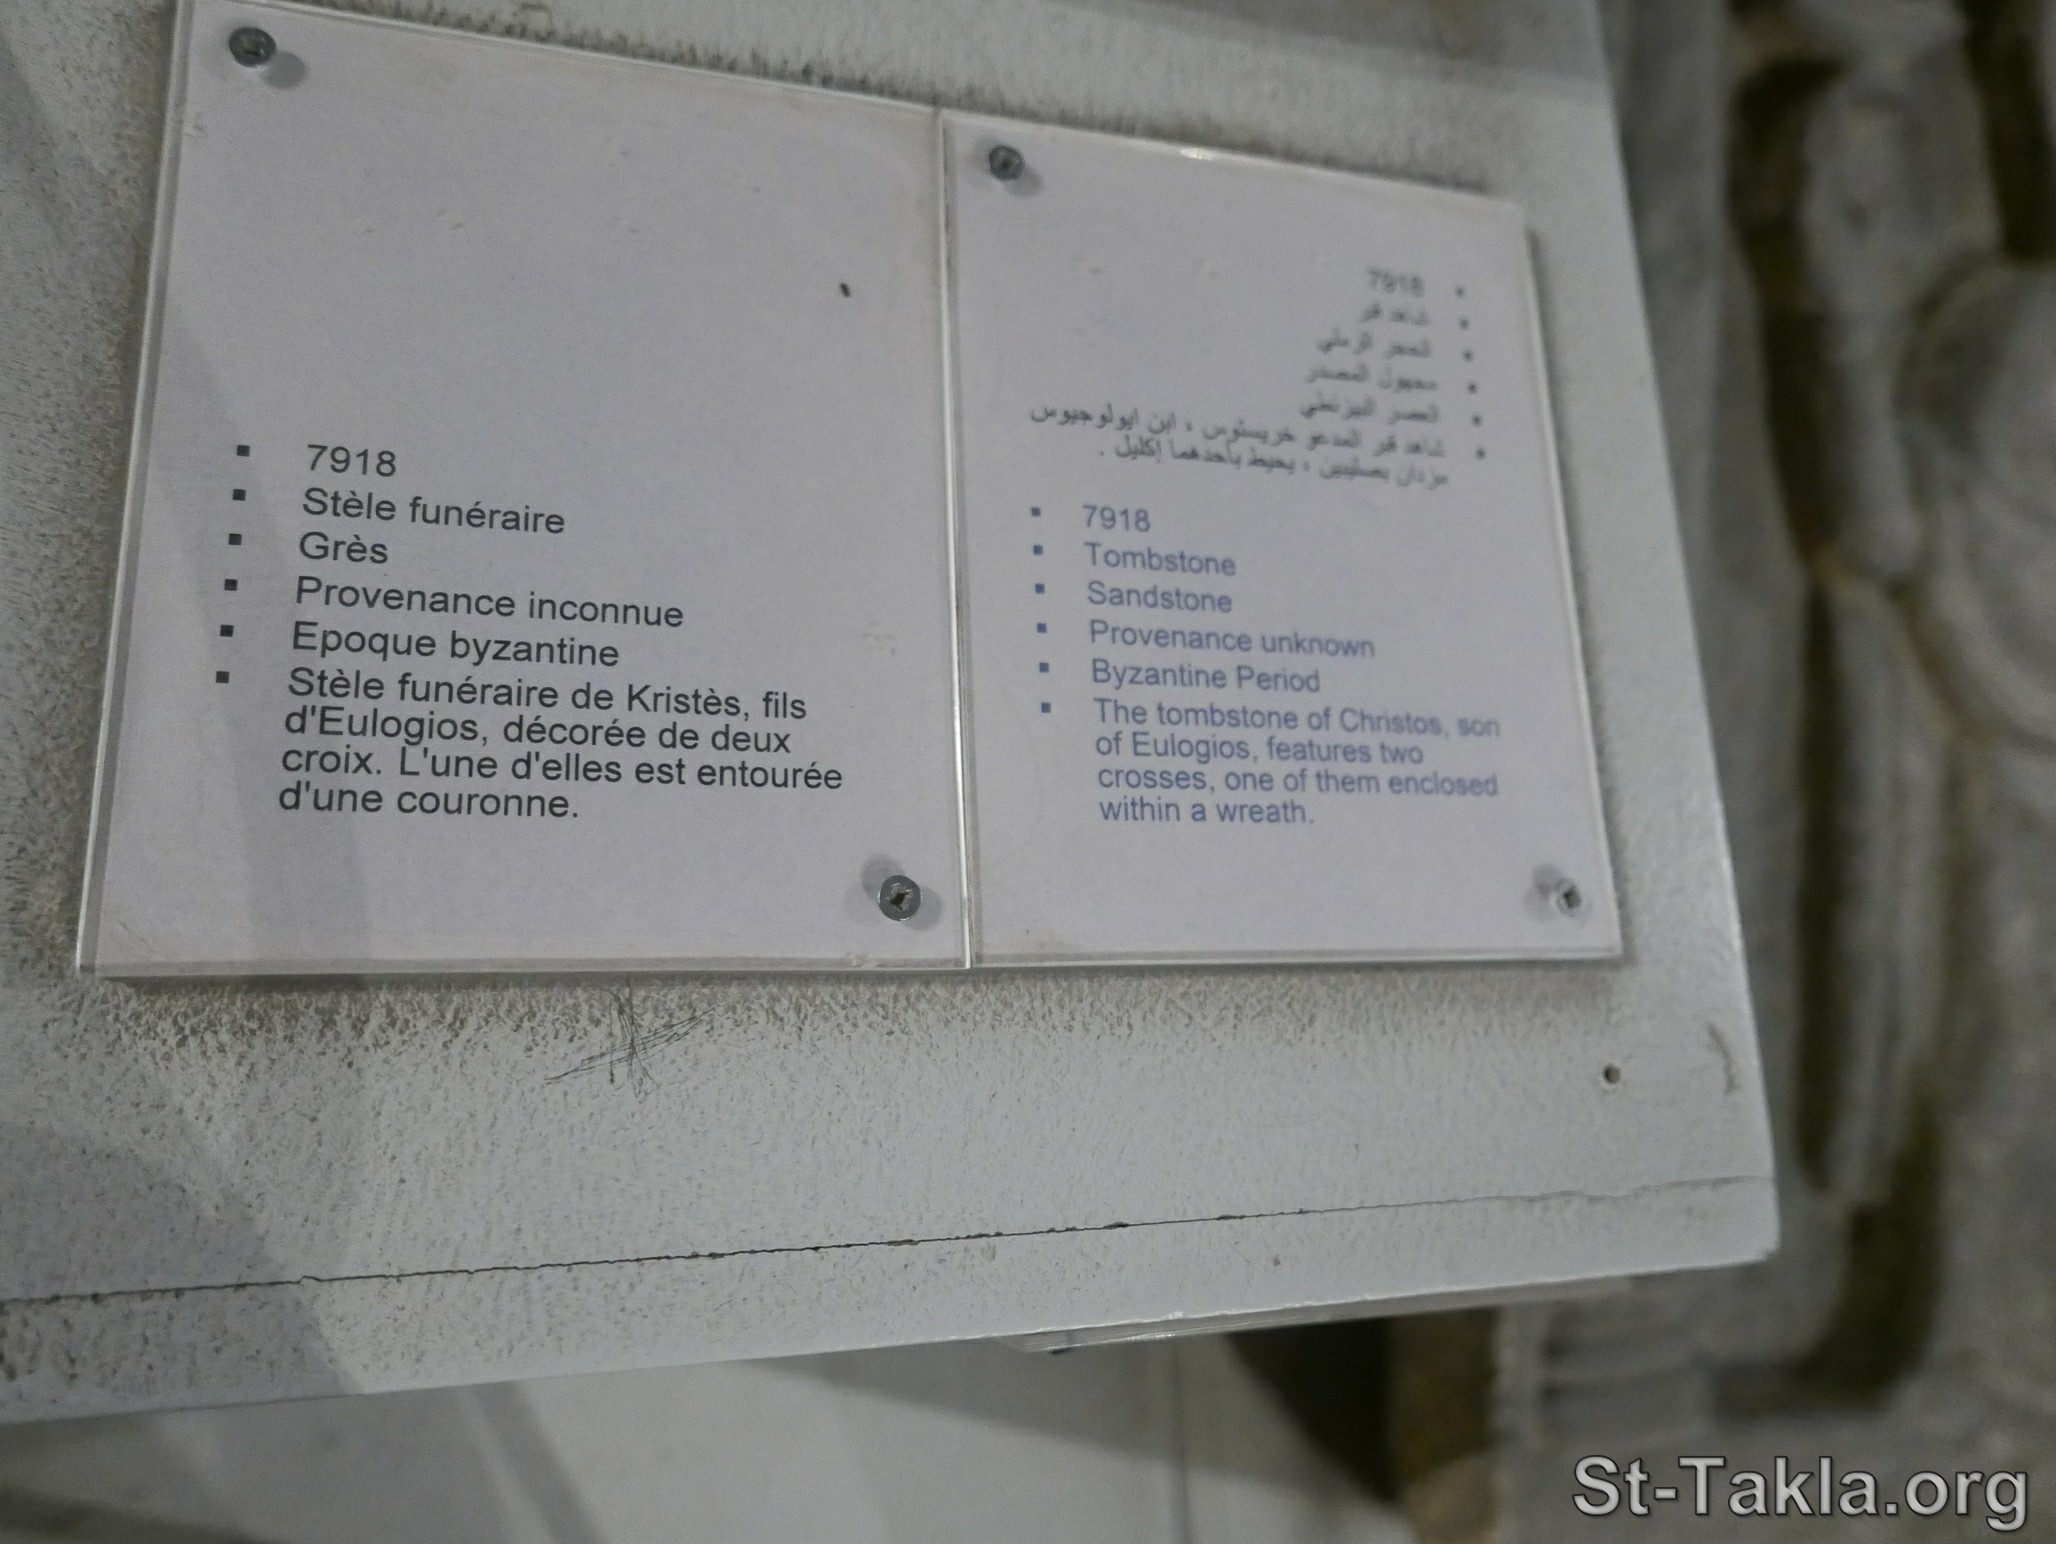 7918
Stèle funéraire
Grès
Provenance inconnue
Epoque byzantine
Stèle funéraire de Kristès, fils
d'Eulogios, décorée de deux
croix. L'une d'elles est entourée
d'une couronne.
7918
شاهد قبر
الحجر الرملي
مجهول المصدر
العصر البيزنطي
شاهد قبر المدعو خريستوس ، ابن ايولوجيوس
مزدان بصليبين ، يحيط بأحدهما إكليل .
7918
Tombstone
Sandstone
Provenance unknown
Byzantine Period
The tombstone of Christos, son
of Eulogios, features two
crosses, one of them enclosed
within a wreath.
St-Takla.org